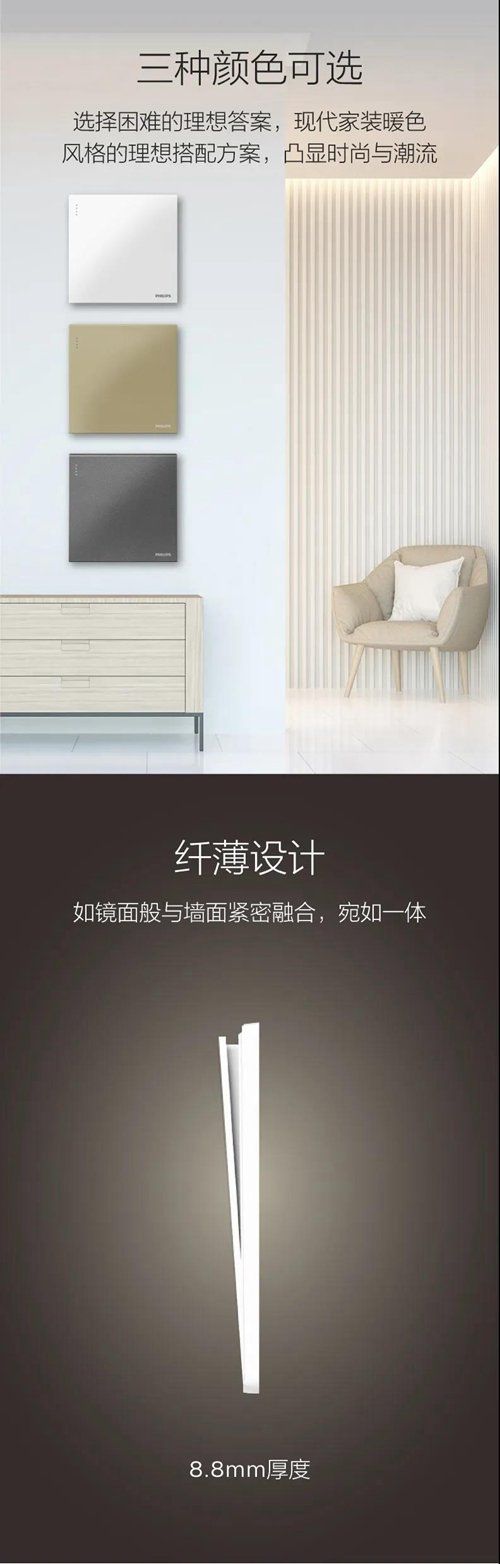 三种颜色可选
选择困难的理想答案，现代家装暖色
风格的理想搭配方案，凸显时尚与潮流
PHILIPS
PHILIPS
PHILIPS
纤薄设计
如镜面般与墙面紧密融合，宛如一体
8.8mm厚度